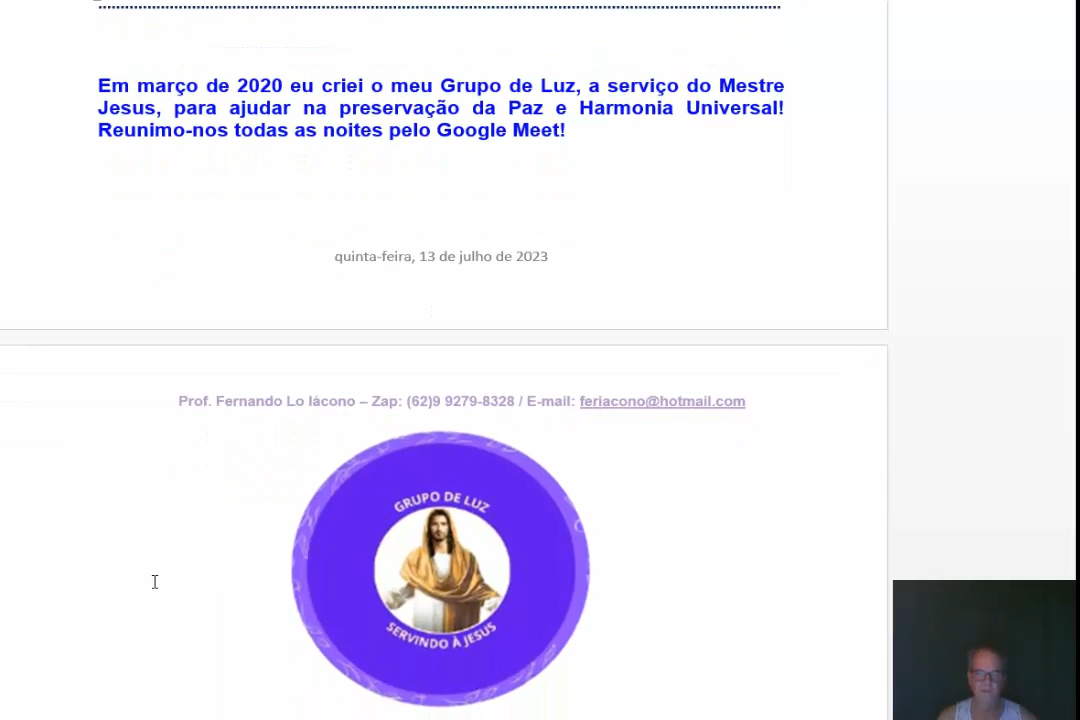 Em março de 2020 eu criei o meu Grupo de Luz, a serviço do Mestre
Jesus, para ajudar na preservação da Paz e Harmonia Universal!
Reunimo-nos todas as noites pelo Google Meet!
quinta-feira, 13 de julho de 2023
Prof. Fernando Lo Iácono – Zap: (62)9 9279-8328 / E-mail: feriacono@hotmail.com
GRUPO DE LUZ
SERVINDO À JESUS